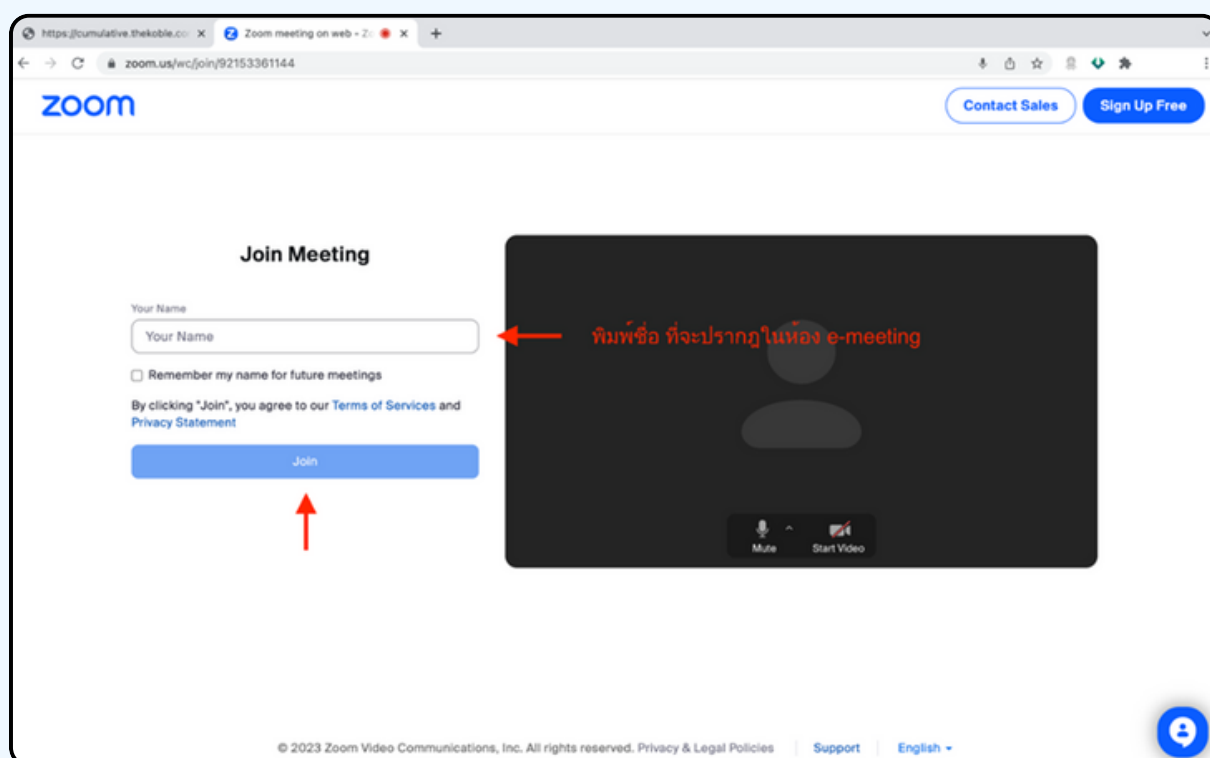 https://cumulative.thekoble.co
Zoom meeting on web - Zo
zoom.us/wc/join/92153361144
zoom
Contact Sales
Sign Up Free
Join Meeting
Your Name
Your Name
พิมพ์ชื่อ ที่จะปรากฎในห้อง e-meeting
Remember my name for future meetings
By clicking "Join", you agree to our Terms of Services and
Privacy Statement
Join
Mute
Start Video
© 2023 Zoom Video Communications, Inc. All rights reserved. Privacy & Legal Policies
Support
English